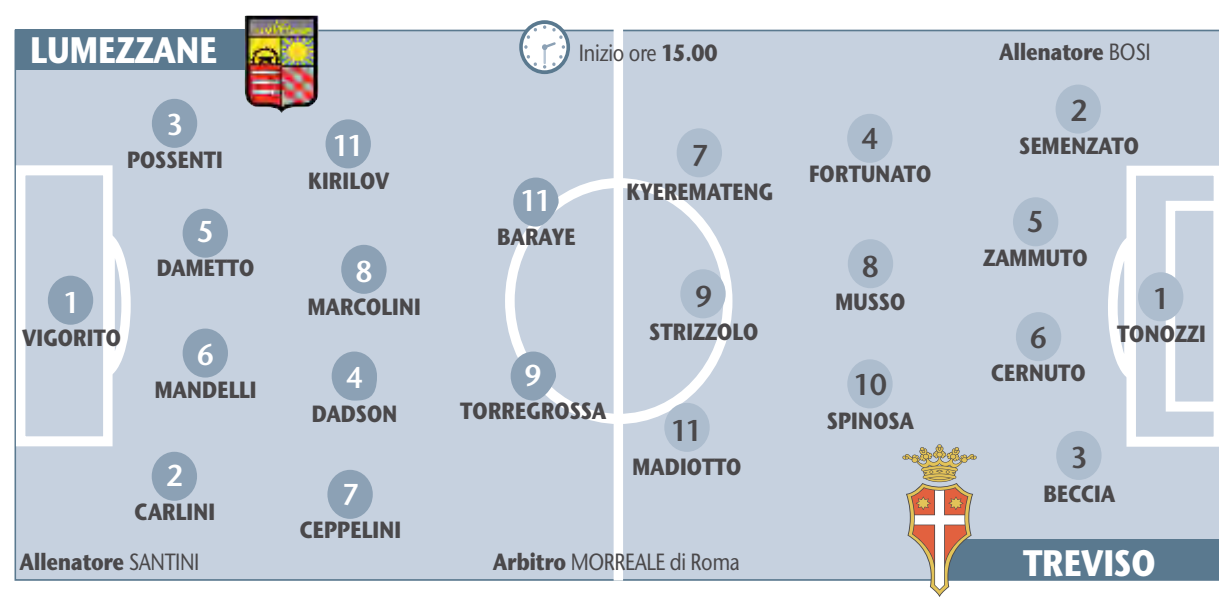 LUMEZZANE
Inizio ore 15.00
Allenatore BOSI
3
POSSENTI
11
KIRILOV
5
DAMETTO
8
MARCOLINI
1
VIGORITO
6
MANDELLI
4
DADSON
2
CARLINI
7
CEPPELINI
11
BARAYE
9
TORREGROSSA
7
KYEREMATENG
9
STRIZZOLO
11
MADIOTTO
4
FORTUNATO
8
MUSSO
10
SPINOSA
2
SEMENZATO
5
ZAMMUTO
6
CERNUTO
3
BECCIA
1
TONOZZI
Allenatore SANTINI
Arbitro MORREALE di Roma
TREVISO